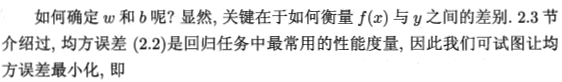 如何确定 w 和 b 呢? 显然, 关键在于如何衡量 f(x) 与 y 之间的差别. 2.3 节
介绍过, 均方误差 (2.2)是回归任务中最常用的性能度量, 因此我们可试图让均
方误差最小化, 即